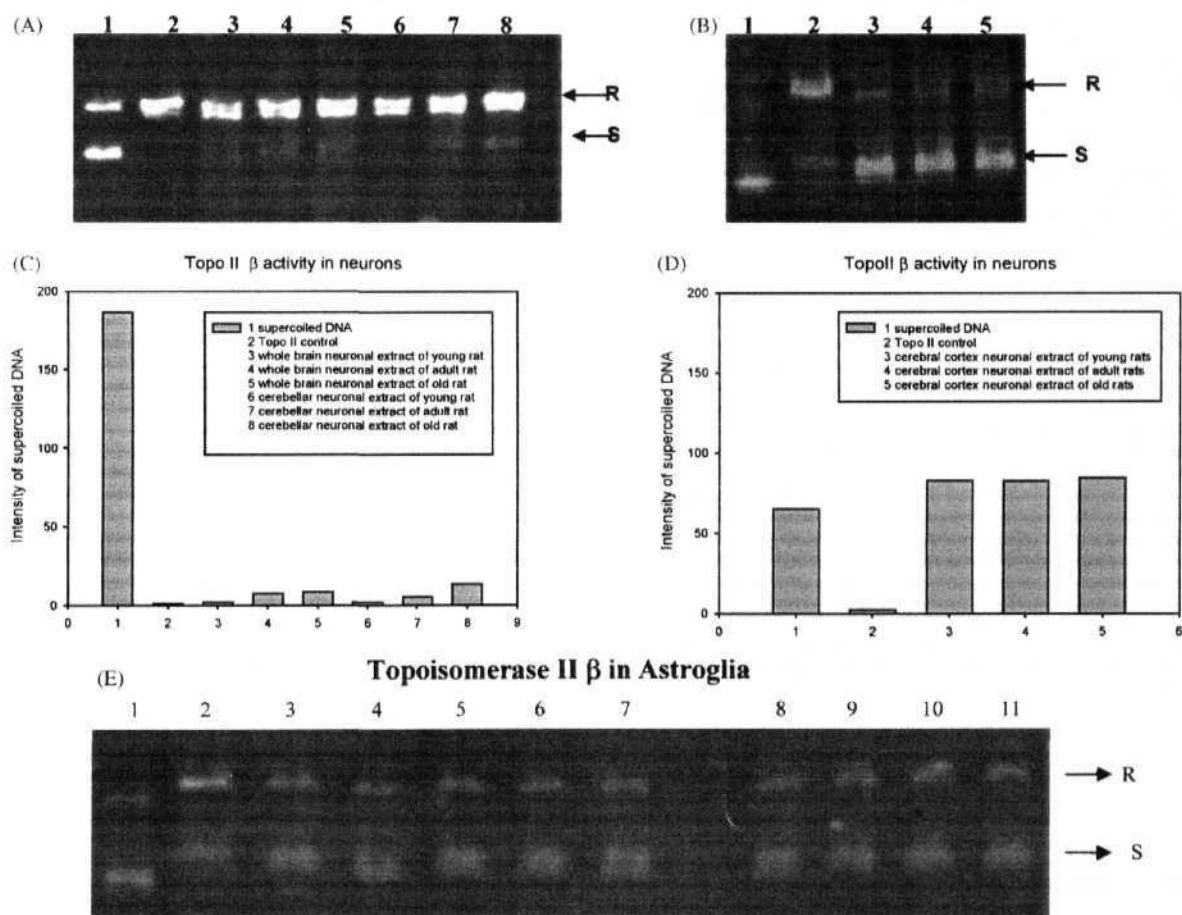 (A)
1 2 3 4 5 6 7 8
R
S
(B)
1 2 3 4 5
R
S
(C)
Topo II β activity in neurons
Intensity of supercoiled DNA
200
150
100
50
0
1 supercoiled DNA
2 Topo II control
3 whole brain neuronal extract of young rat
4 whole brain neuronal extract of adult rat
5 whole brain neuronal extract of old rat
6 cerebellar neuronal extract of young rat
7 cerebellar neuronal extract of adult rat
8 cerebellar neuronal extract of old rat
0 1 2 3 4 5 6 7 8 9
(D)
TopoII β activity in neurons
Intensity of supercoiled DNA
200
150
100
50
0
1 supercoiled DNA
2 Topo II control
3 cerebral cortex neuronal extract of young rats
4 cerebral cortex neuronal extract of adult rats
5 cerebral cortex neuronal extract of old rats
0 1 2 3 4 5 6
(E)
Topoisomerase II β in Astroglia
1 2 3 4 5 6 7 8 9 10 11
R
S